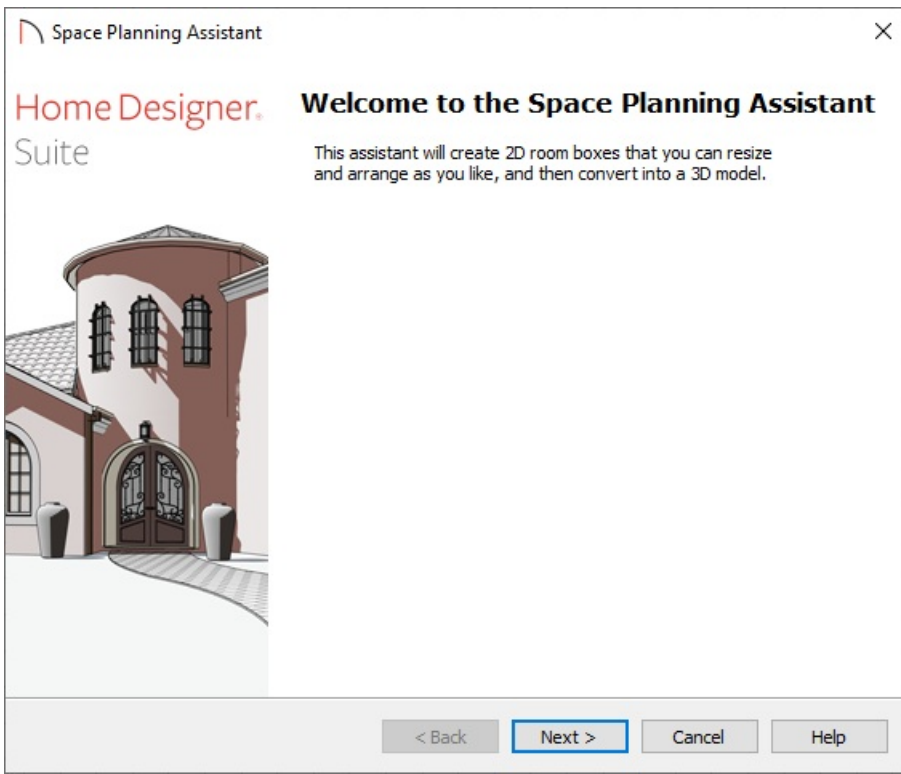 Space Planning Assistant
Home Designer®
Suite
Welcome to the Space Planning Assistant
This assistant will create 2D room boxes that you can resize
and arrange as you like, and then convert into a 3D model.
< Back
Next >
Cancel
Help